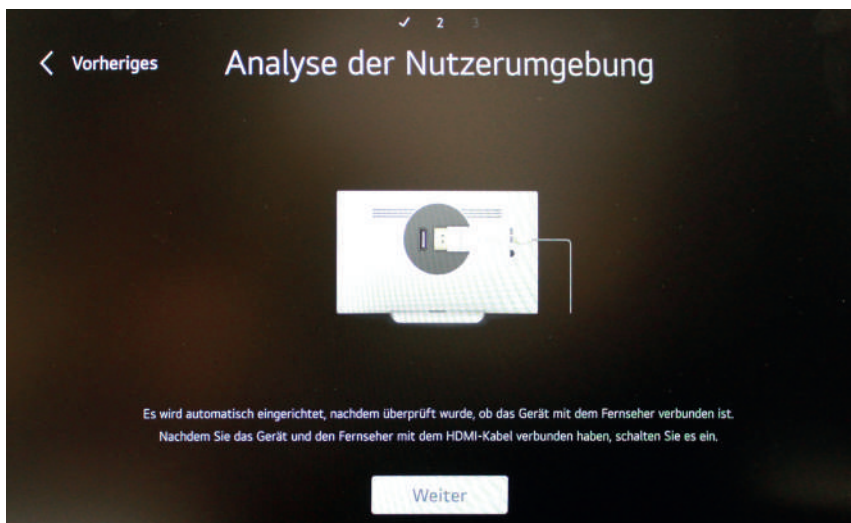 ✓ 2 3
Vorheriges
Analyse der Nutzerumgebung
Es wird automatisch eingerichtet, nachdem überprüft wurde, ob das Gerät mit dem Fernseher verbunden ist.
Nachdem Sie das Gerät und den Fernseher mit dem HDMI-Kabel verbunden haben, schalten Sie es ein.
Weiter